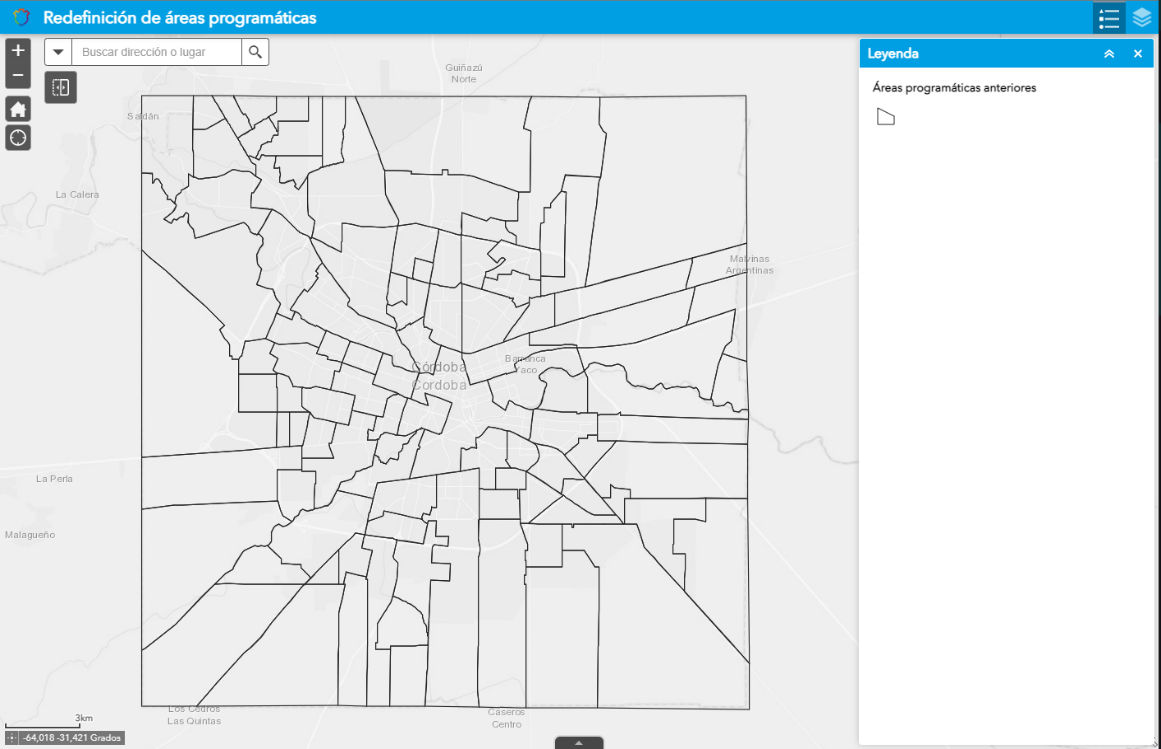 Redefinición de áreas programáticas
+
Buscar dirección o lugar
−
Leyenda
Áreas programáticas anteriores
Guiñazú
Norte
Saldán
La Calera
Malvinas
Argentinas
Córdoba
Cordoba
Barranca
Yaco
La Perla
Malagueño
Los Cedros
Las Quintas
Caseros
Centro
3km
-64,018 -31,421 Grados